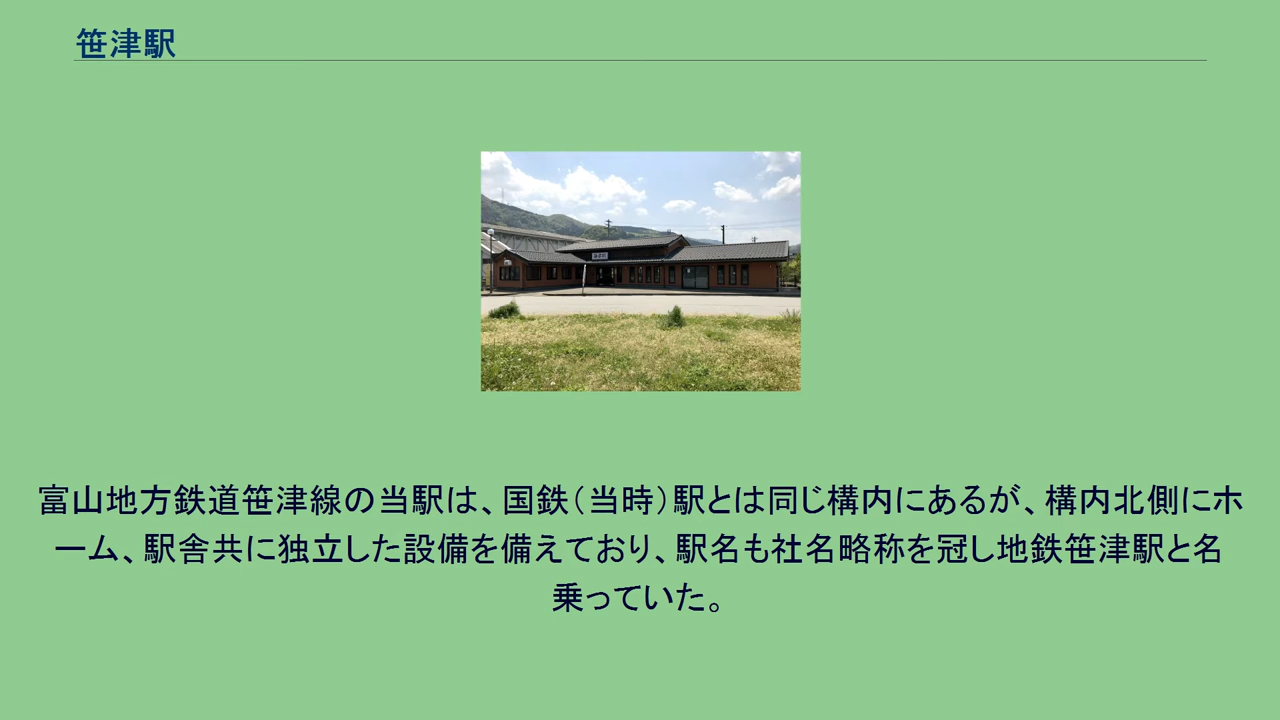 笹津駅
富山地方鉄道笹津線の当駅は、国鉄（当時）駅とは同じ構内にあるが、構内北側にホ
ーム、駅舎共に独立した設備を備えており、駅名も社名略称を冠し地鉄笹津駅と名
乗っていた。